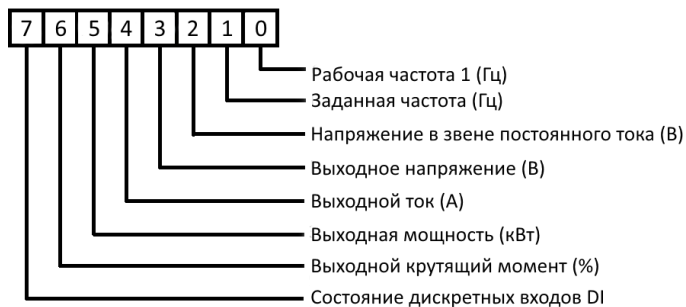 7 6 5 4 3 2 1 0
Рабочая частота 1 (Гц)
Заданная частота (Гц)
Напряжение в звене постоянного тока (В)
Выходное напряжение (В)
Выходной ток (А)
Выходная мощность (кВт)
Выходной крутящий момент (%)
Состояние дискретных входов DI